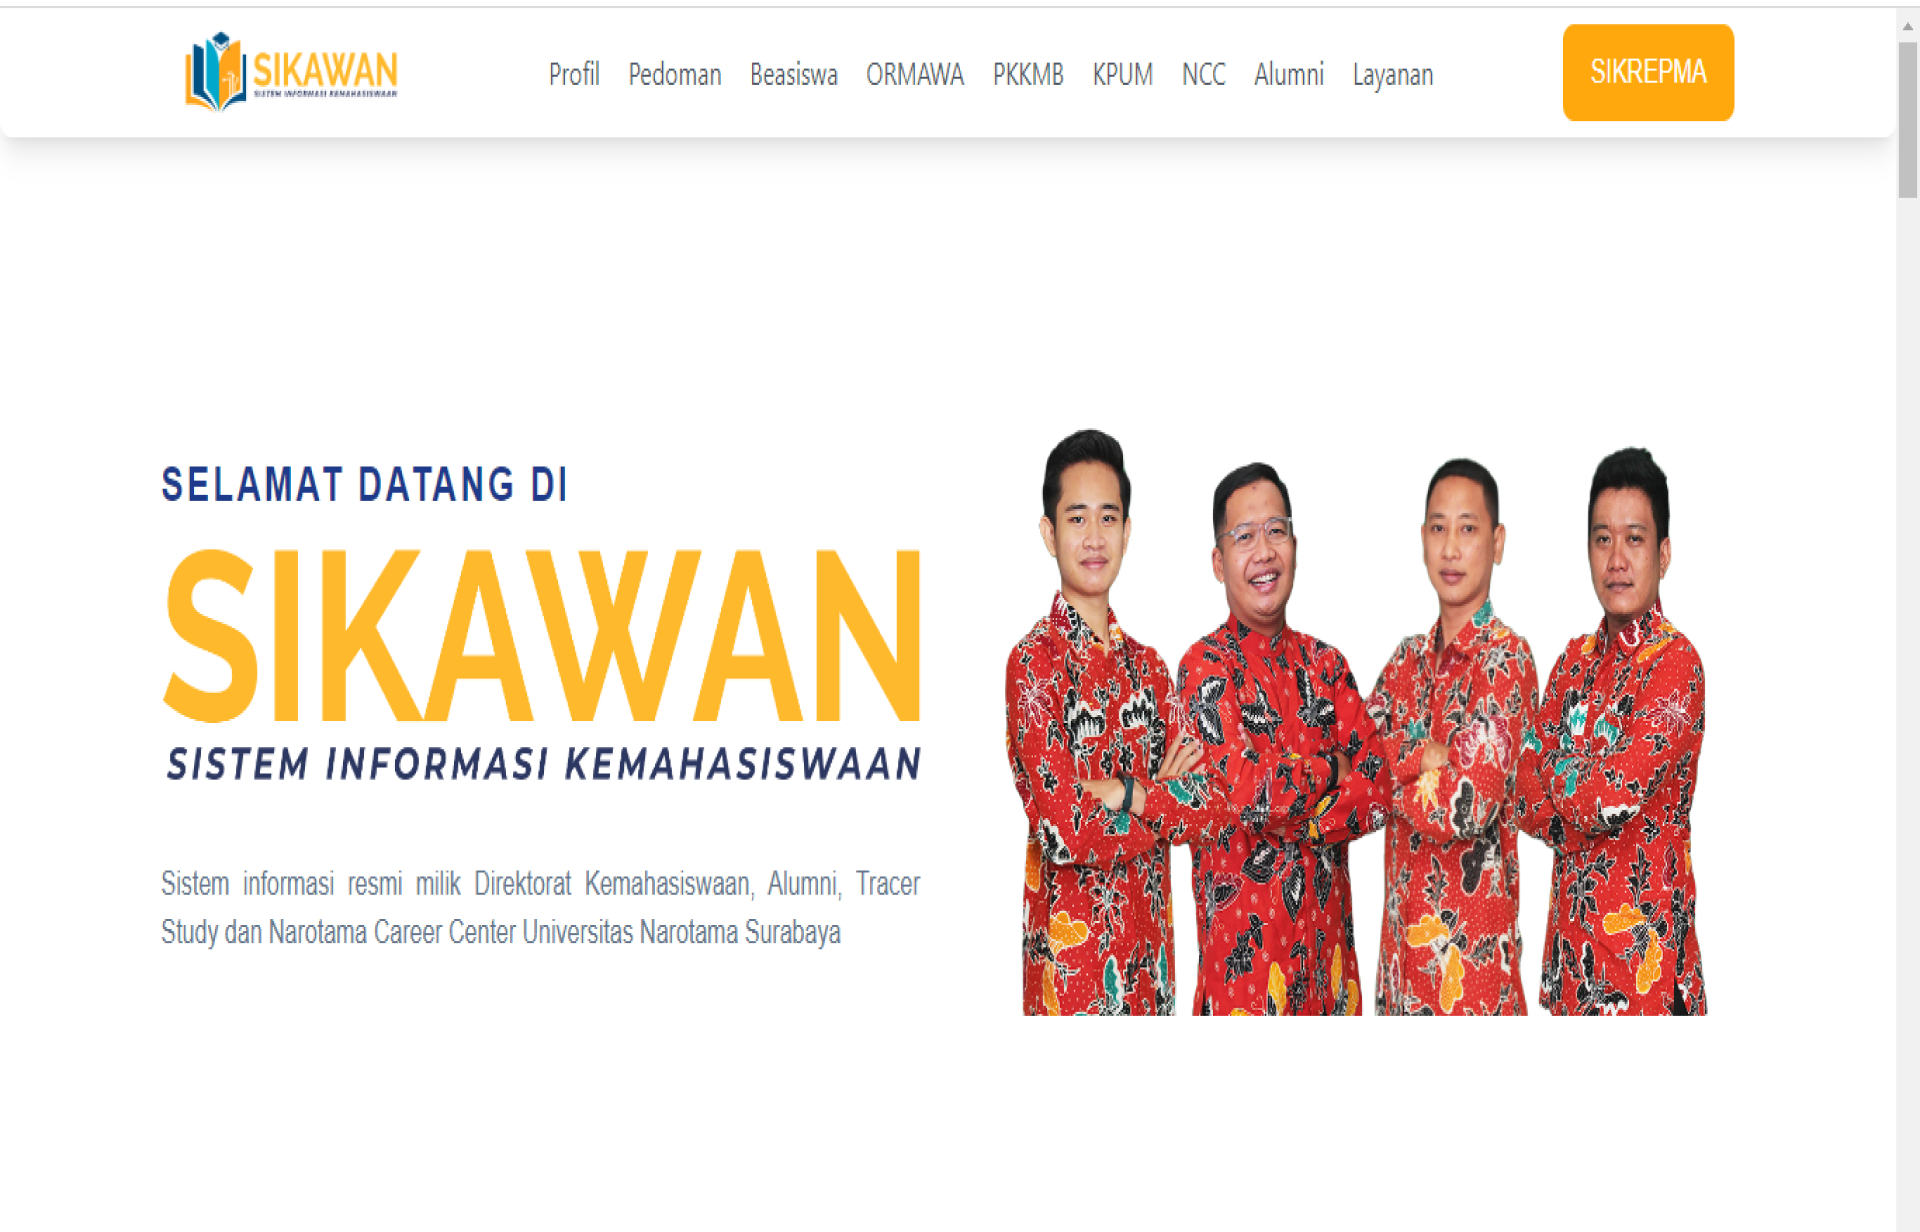 SIKAWAN
SISTEM INFORMASI KEMAHASISWAAN
Profil Pedoman Beasiswa ORMAWA PKKMB KPUM NCC Alumni Layanan
SIKREPMA
SELAMAT DATANG DI
SIKAWAN
SISTEM INFORMASI KEMAHASISWAAN
Sistem informasi resmi milik Direktorat Kemahasiswaan, Alumni, Tracer
Study dan Narotama Career Center Universitas Narotama Surabaya